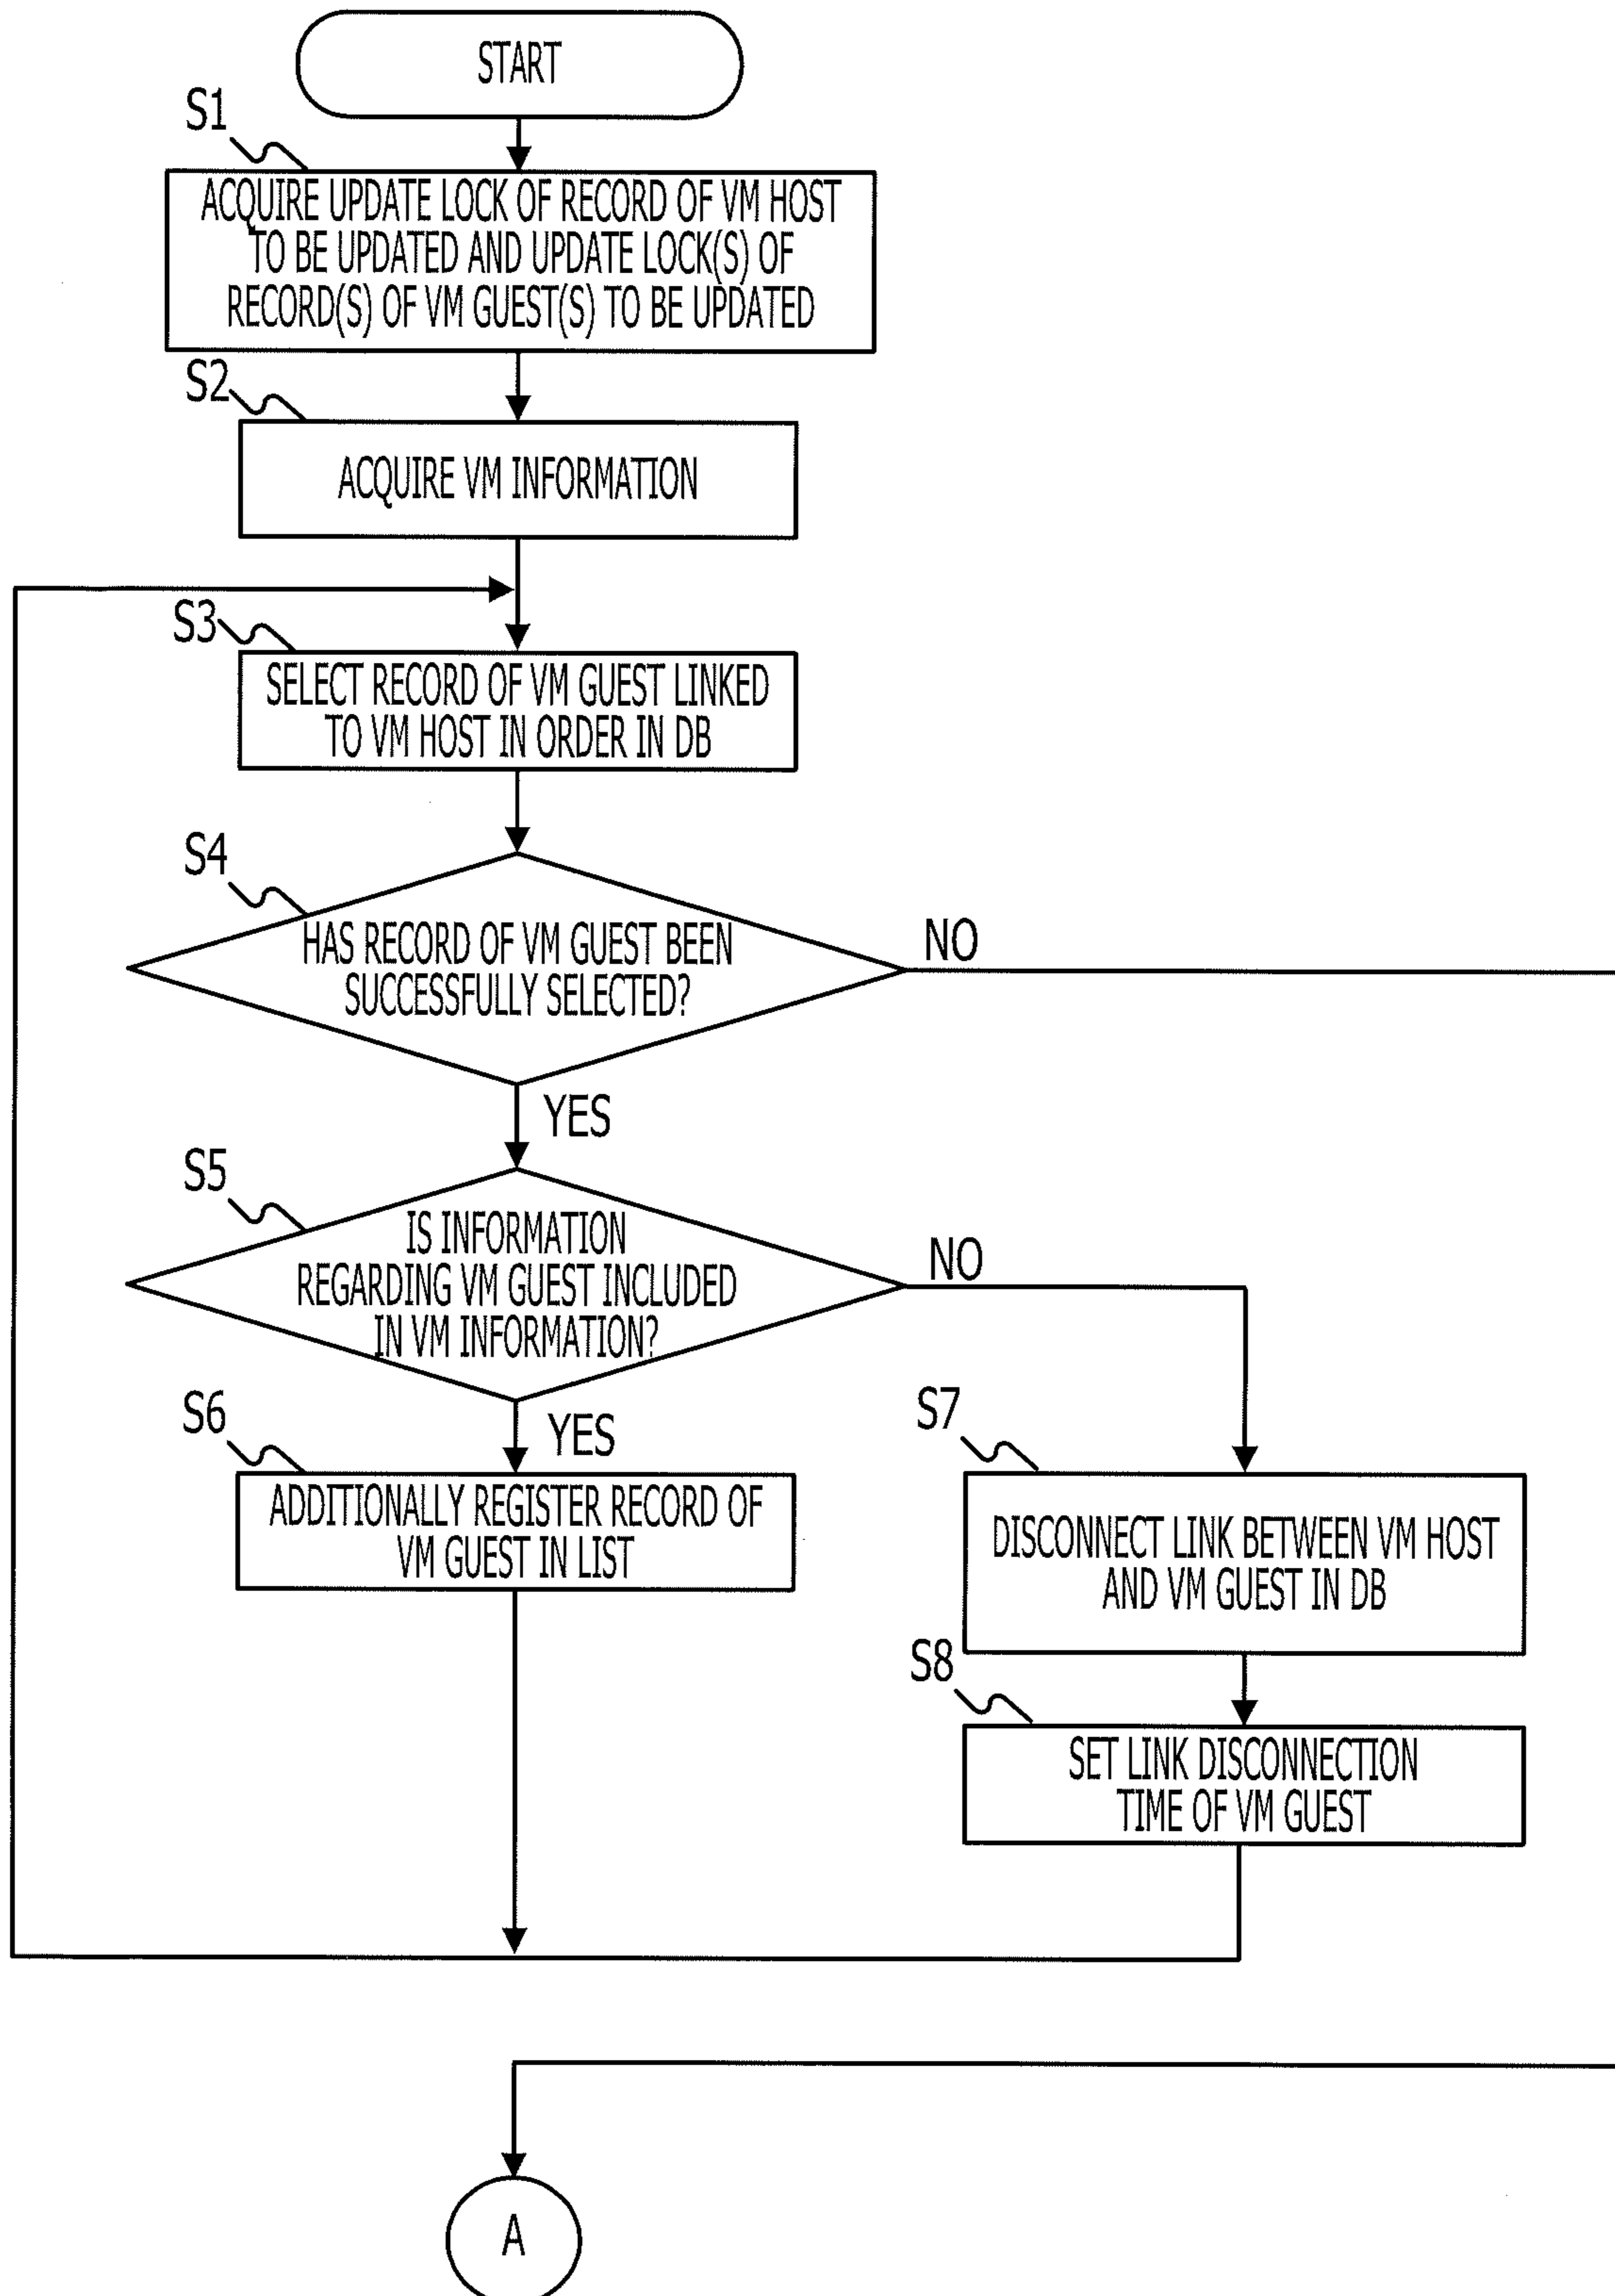 START
S1
ACQUIRE UPDATE LOCK OF RECORD OF VM HOST
TO BE UPDATED AND UPDATE LOCK(S) OF
RECORD(S) OF VM GUEST(S) TO BE UPDATED
S2
ACQUIRE VM INFORMATION
S3
SELECT RECORD OF VM GUEST LINKED
TO VM HOST IN ORDER IN DB
S4
HAS RECORD OF VM GUEST BEEN
SUCCESSFULLY SELECTED?
NO
YES
S5
IS INFORMATION
REGARDING VM GUEST INCLUDED
IN VM INFORMATION?
NO
YES
S6
ADDITIONALLY REGISTER RECORD OF
VM GUEST IN LIST
S7
DISCONNECT LINK BETWEEN VM HOST
AND VM GUEST IN DB
S8
SET LINK DISCONNECTION
TIME OF VM GUEST
A